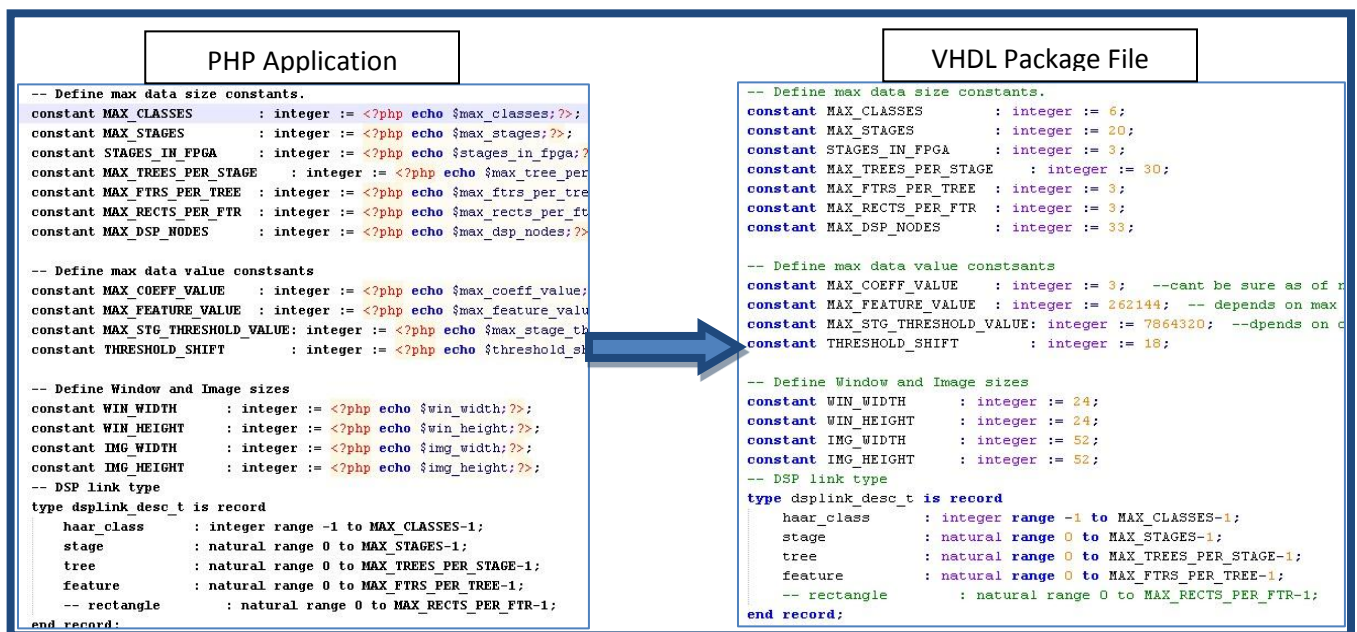 PHP Application
-- Define max data size constants.
constant MAX_CLASSES : integer := <?php echo $max_classes;?>;
constant MAX_STAGES : integer := <?php echo $max_stages;?>;
constant STAGES_IN_FPGA : integer := <?php echo $stages_in_fpga;?
constant MAX_TREES_PER_STAGE : integer := <?php echo $max_tree_per
constant MAX_FTRS_PER_TREE : integer := <?php echo $max_ftrs_per_tre
constant MAX_RECTS_PER_FTR : integer := <?php echo $max_rects_per_ft
constant MAX_DSP_NODES : integer := <?php echo $max_dsp_nodes;?>
-- Define max data value constsants
constant MAX_COEFF_VALUE : integer := <?php echo $max_coeff_value;
constant MAX_FEATURE_VALUE : integer := <?php echo $max_feature_valu
constant MAX_STG_THRESHOLD_VALUE: integer := <?php echo $max_stage_th
constant THRESHOLD_SHIFT : integer := <?php echo $threshold_sh
-- Define Window and Image sizes
constant WIN_WIDTH : integer := <?php echo $win_width;?>;
constant WIN_HEIGHT : integer := <?php echo $win_height;?>;
constant IMG_WIDTH : integer := <?php echo $img_width;?>;
constant IMG_HEIGHT : integer := <?php echo $img_height;?>;
-- DSP link type
type dsplink_desc_t is record
haar_class : integer range -1 to MAX_CLASSES-1;
stage : natural range 0 to MAX_STAGES-1;
tree : natural range 0 to MAX_TREES_PER_STAGE-1;
feature : natural range 0 to MAX_FTRS_PER_TREE-1;
-- rectangle : natural range 0 to MAX_RECTS_PER_FTR-1;
end record;
VHDL Package File
-- Define max data size constants.
constant MAX_CLASSES : integer := 6;
constant MAX_STAGES : integer := 20;
constant STAGES_IN_FPGA : integer := 3;
constant MAX_TREES_PER_STAGE : integer := 30;
constant MAX_FTRS_PER_TREE : integer := 3;
constant MAX_RECTS_PER_FTR : integer := 3;
constant MAX_DSP_NODES : integer := 33;
-- Define max data value constsants
constant MAX_COEFF_VALUE : integer := 3; --cant be sure as of
constant MAX_FEATURE_VALUE : integer := 262144; -- depends on max
constant MAX_STG_THRESHOLD_VALUE: integer := 7864320; --dpends on
constant THRESHOLD_SHIFT : integer := 18;
-- Define Window and Image sizes
constant WIN_WIDTH : integer := 24;
constant WIN_HEIGHT : integer := 24;
constant IMG_WIDTH : integer := 52;
constant IMG_HEIGHT : integer := 52;
-- DSP link type
type dsplink_desc_t is record
haar_class : integer range -1 to MAX_CLASSES-1;
stage : natural range 0 to MAX_STAGES-1;
tree : natural range 0 to MAX_TREES_PER_STAGE-1;
feature : natural range 0 to MAX_FTRS_PER_TREE-1;
-- rectangle : natural range 0 to MAX_RECTS_PER_FTR-1;
end record;